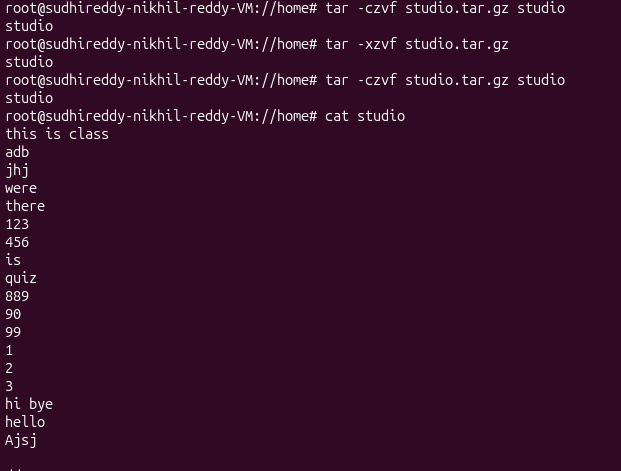 root@sudhireddy-nikhil-reddy-VM://home# tar -czvf studio.tar.gz studio
studio
root@sudhireddy-nikhil-reddy-VM://home# tar -xzvf studio.tar.gz
studio
root@sudhireddy-nikhil-reddy-VM://home# tar -czvf studio.tar.gz studio
studio
root@sudhireddy-nikhil-reddy-VM://home# cat studio
this is class
adb
jhj
were
there
123
456
is
quiz
889
90
99
1
2
3
hi bye
hello
Ajsj